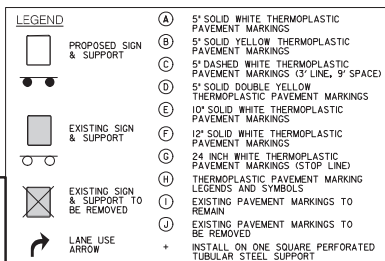 LEGEND
PROPOSED SIGN
& SUPPORT
EXISTING SIGN
& SUPPORT
EXISTING SIGN
& SUPPORT TO
BE REMOVED
LANE USE
ARROW
A 5" SOLID WHITE THERMOPLASTIC
PAVEMENT MARKINGS
B 5" SOLID YELLOW THERMOPLASTIC
PAVEMENT MARKINGS
C 5" DASHED WHITE THERMOPLASTIC
PAVEMENT MARKINGS (3' LINE, 9' SPACE)
D 5" SOLID DOUBLE YELLOW
THERMOPLASTIC PAVEMENT MARKINGS
E 10" SOLID WHITE THERMOPLASTIC
PAVEMENT MARKINGS
F 12" SOLID WHITE THERMOPLASTIC
PAVEMENT MARKINGS
G 24 INCH WHITE THERMOPLASTIC
PAVEMENT MARKINGS (STOP LINE)
H THERMOPLASTIC PAVEMENT MARKING
LEGENDS AND SYMBOLS
I EXISTING PAVEMENT MARKINGS TO
REMAIN
J EXISTING PAVEMENT MARKINGS TO
BE REMOVED
+ INSTALL ON ONE SQUARE PERFORATED
TUBULAR STEEL SUPPORT